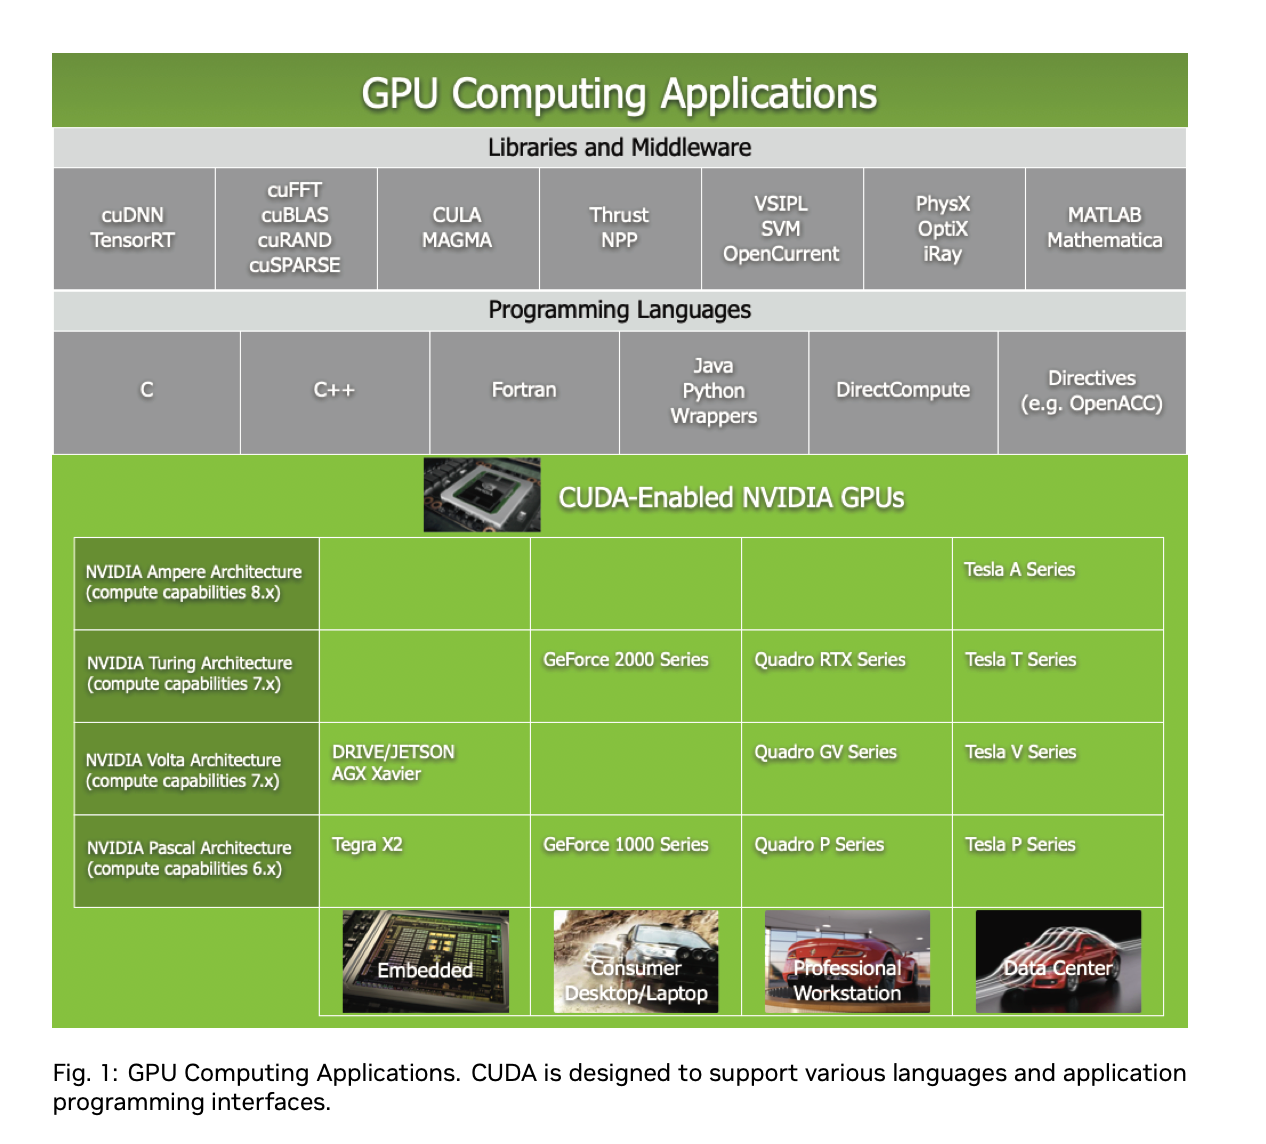 GPU Computing Applications
Libraries and Middleware
cuDNN
TensorRT
cuFFT
cuBLAS
cuRAND
cuSPARSE
CULA
MAGMA
Thrust
NPP
VSIPL
SVM
OpenCurrent
PhysX
OptiX
iRay
MATLAB
Mathematica
Programming Languages
C
C++
Fortran
Java
Python
Wrappers
DirectCompute
Directives
(e.g. OpenACC)
CUDA-Enabled NVIDIA GPUs
NVIDIA Ampere Architecture
(compute capabilities 8.x)
Tesla A Series
NVIDIA Turing Architecture
(compute capabilities 7.x)
GeForce 2000 Series
Quadro RTX Series
Tesla T Series
NVIDIA Volta Architecture
(compute capabilities 7.x)
DRIVE/JETSON
AGX Xavier
Quadro GV Series
Tesla V Series
NVIDIA Pascal Architecture
(compute capabilities 6.x)
Tegra X2
GeForce 1000 Series
Quadro P Series
Tesla P Series
Embedded
Consumer
Desktop/Laptop
Professional
Workstation
Data Center
Fig. 1: GPU Computing Applications. CUDA is designed to support various languages and application
programming interfaces.